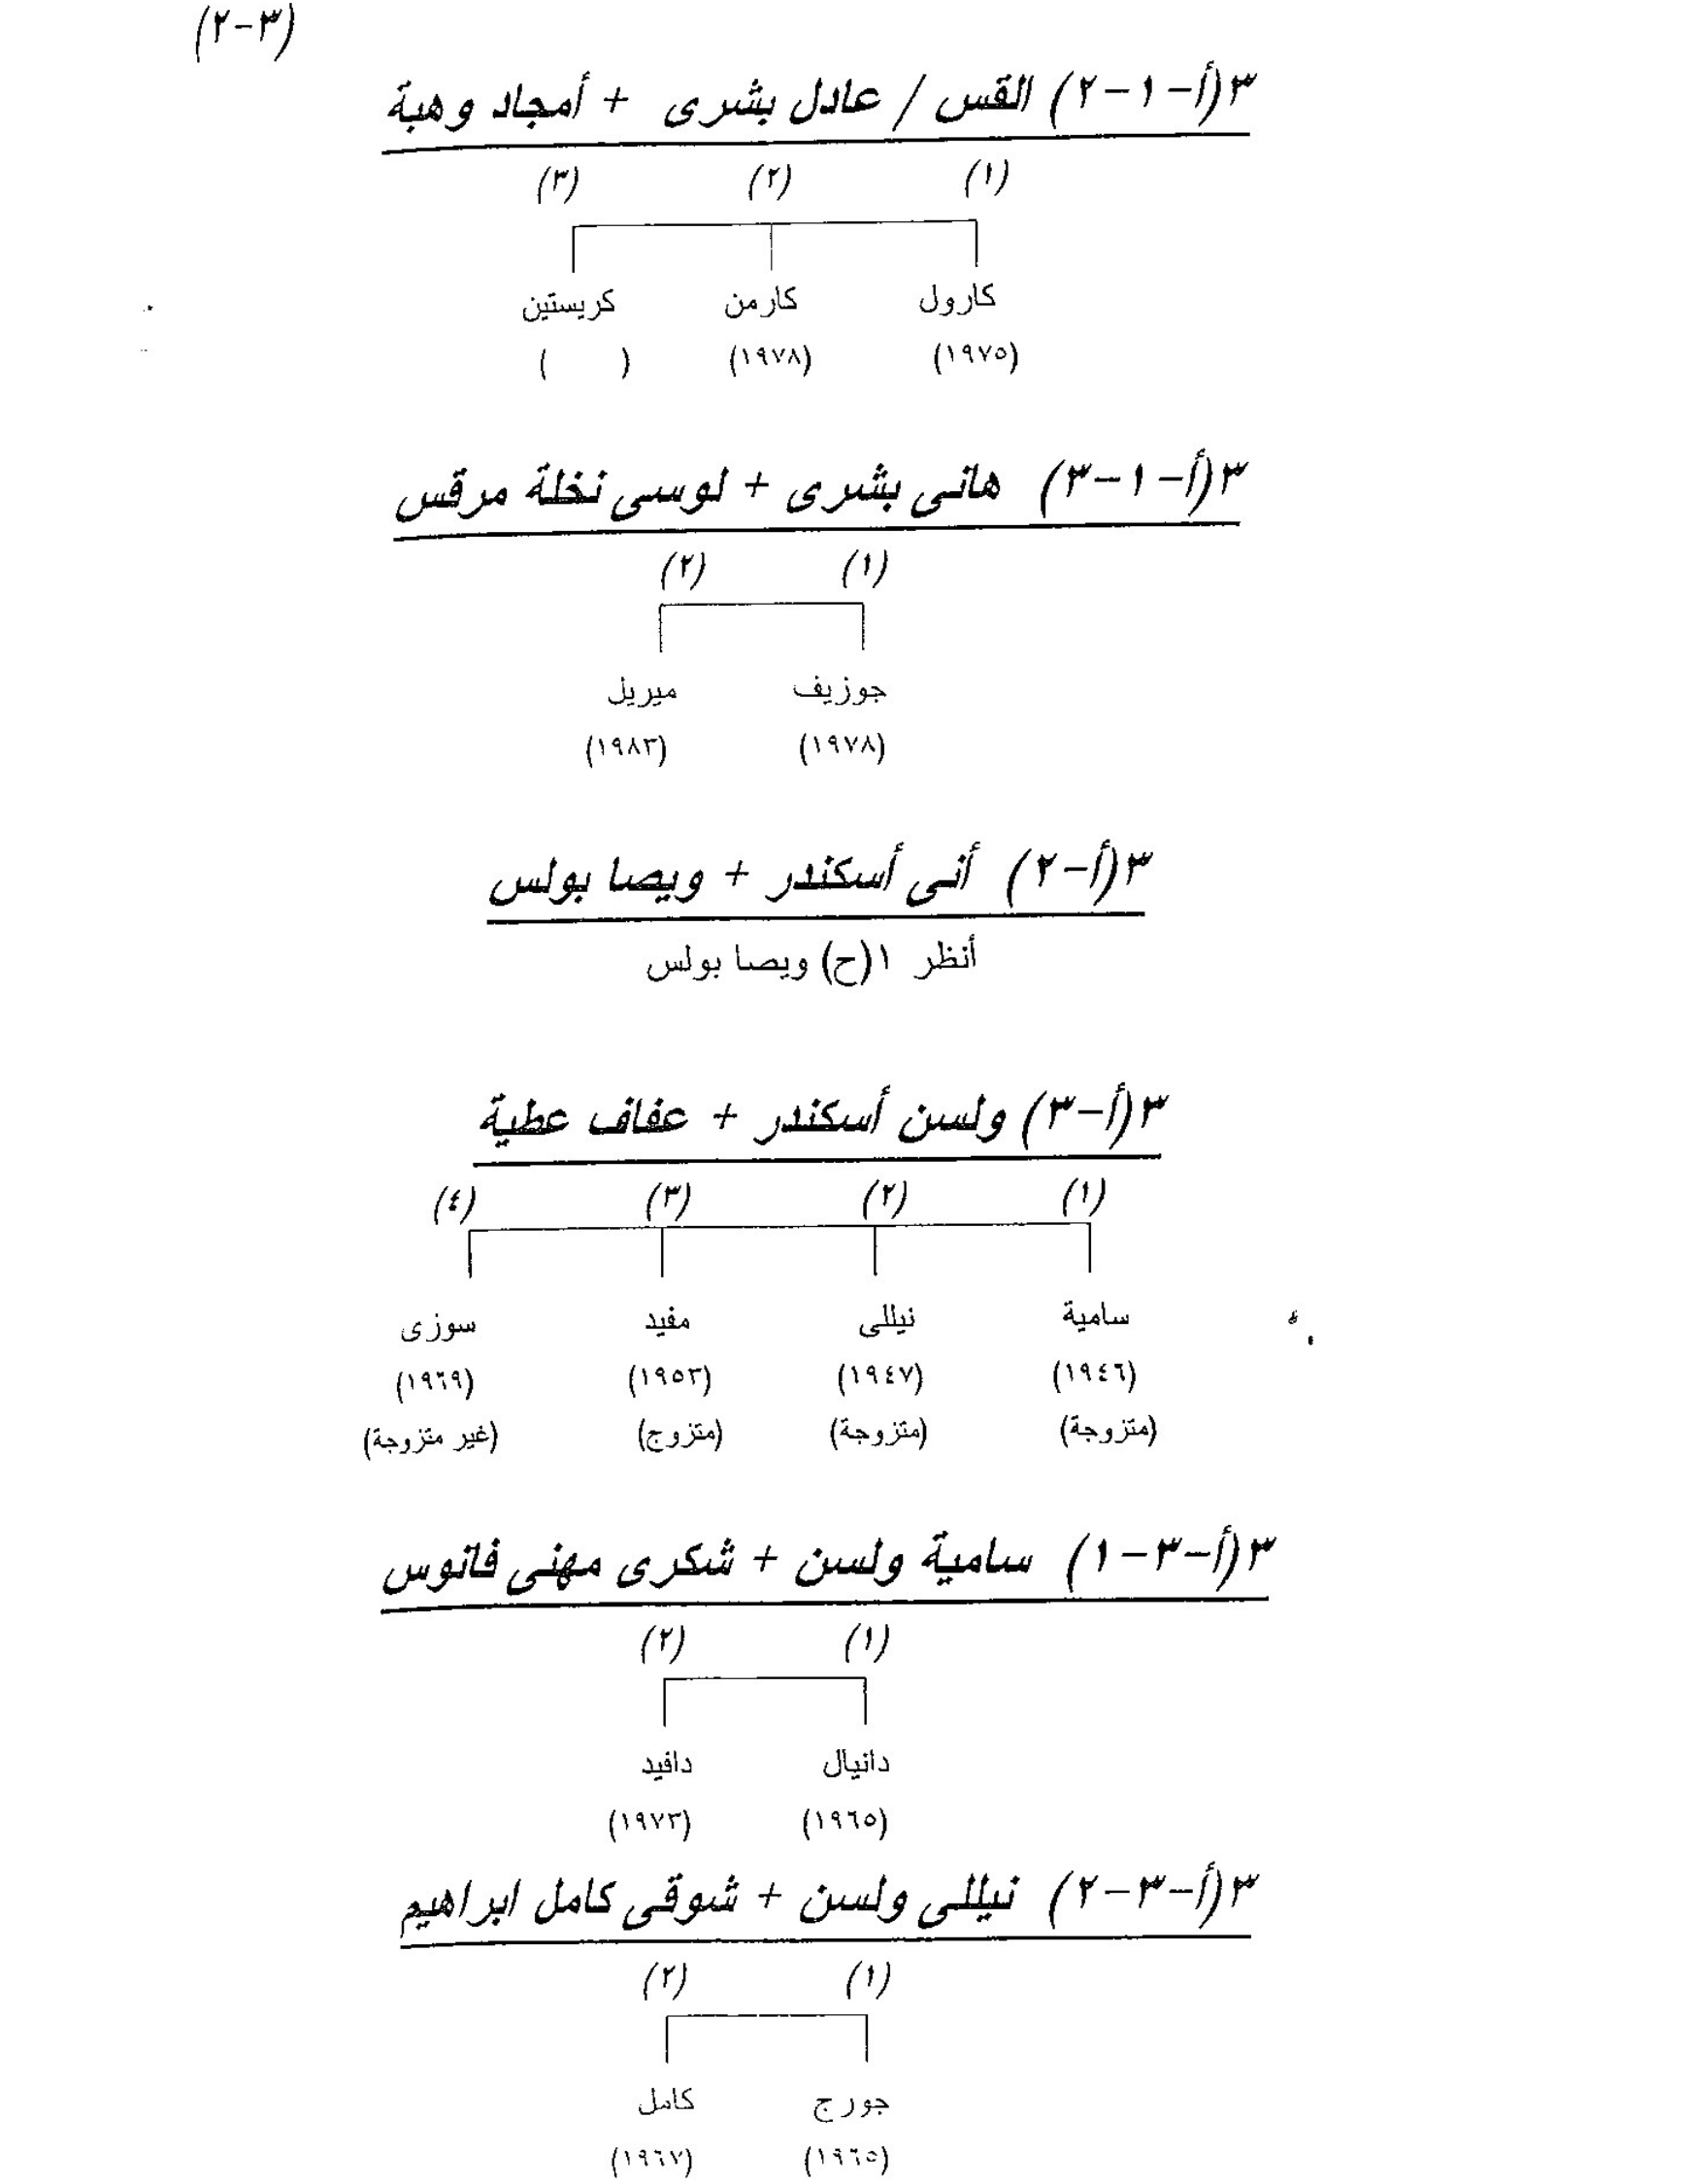 (٣-٢)
٣(أ-١-٢) القس / عادل بشرى + أمجاد وهبة
(١) (٢) (٣)
كارول كارمن كريستين
(١٩٧٥) (١٩٧٨) ( )
٣(أ-١-٣) هانى بشرى + لوسى نخلة مرقس
(١) (٢)
جوزيف ميريل
(١٩٧٨) (١٩٨٣)
٣(أ-٢) أنى أسكندر + ويصا بولس
أنظر ١(ح) ويصا بولس
٣(أ-٣) ولسن أسكندر + عفاف عطية
(١) (٢) (٣) (٤)
سامية نيللى مفيد سوزى
(١٩٤٦) (١٩٤٧) (١٩٥٣) (١٩٦٩)
(متزوجة) (متزوجة) (متزوج) (غير متزوجة)
٣(أ-٣-١) سامية ولسن + شكرى مهنى فانوس
(١) (٢)
دانيال دافيد
(١٩٦٥) (١٩٧٣)
٣(أ-٣-٢) نيللى ولسن + شوقى كامل ابراهيم
(١) (٢)
جورج كامل
(١٩٦٥) (١٩٦٧)